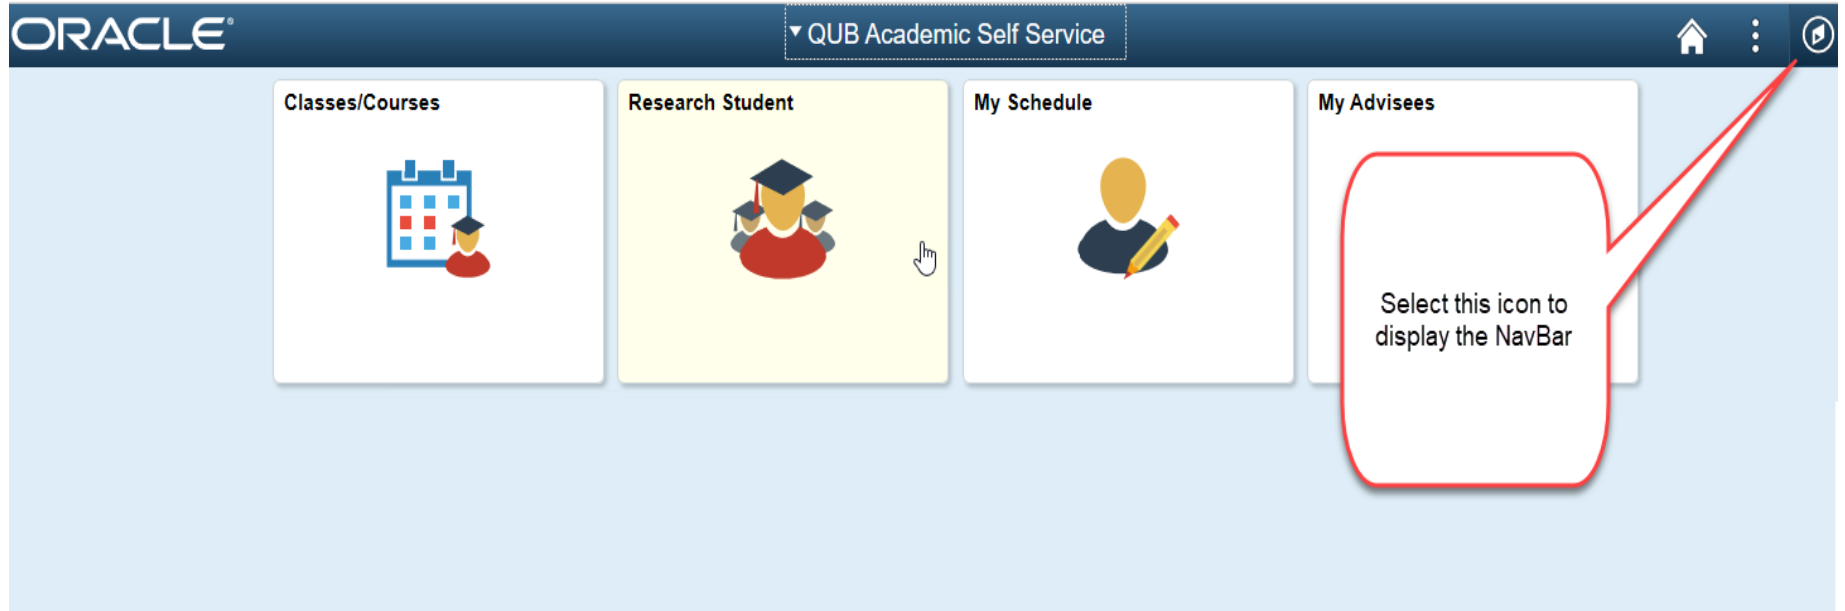 ORACLE®
QUB Academic Self Service
Classes/Courses
Research Student
My Schedule
My Advisees
Select this icon to
display the NavBar